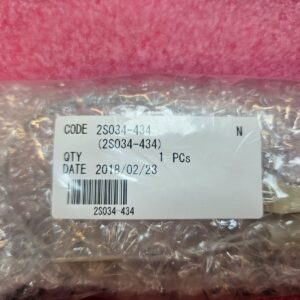 CODE 2S034-434 N
(2S034-434)
QTY 1 PCs
DATE 2018/02/23
2S034-434